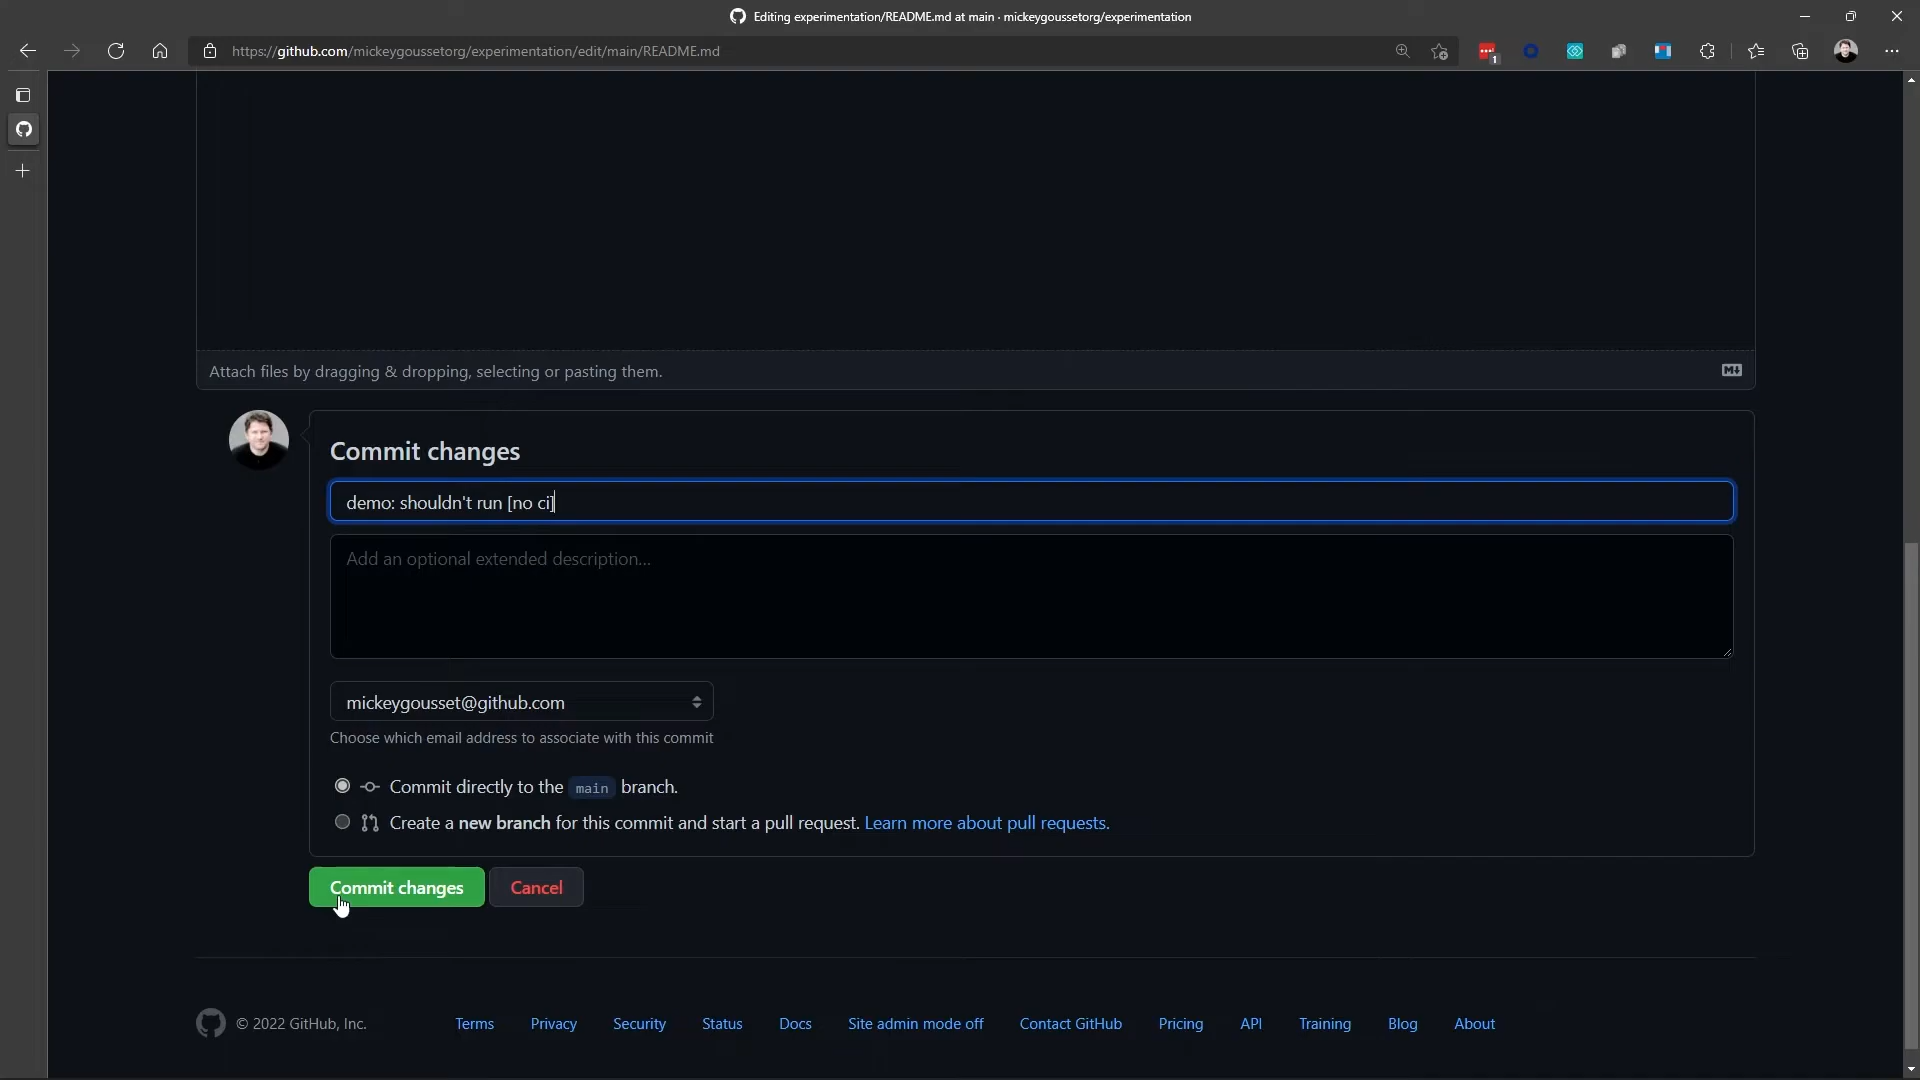 Editing experimentation/README.md at main · mickeygoussetorg/experimentation
https://github.com/mickeygoussetorg/experimentation/edit/main/README.md
1
Attach files by dragging & dropping, selecting or pasting them.
M↓
Commit changes
demo: shouldn't run [no ci]
Add an optional extended description...
mickeygousset@github.com
Choose which email address to associate with this commit
Commit directly to the main branch.
Create a new branch for this commit and start a pull request. Learn more about pull requests.
Commit changes Cancel
© 2022 GitHub, Inc. Terms Privacy Security Status Docs Site admin mode off Contact GitHub Pricing API Training Blog About